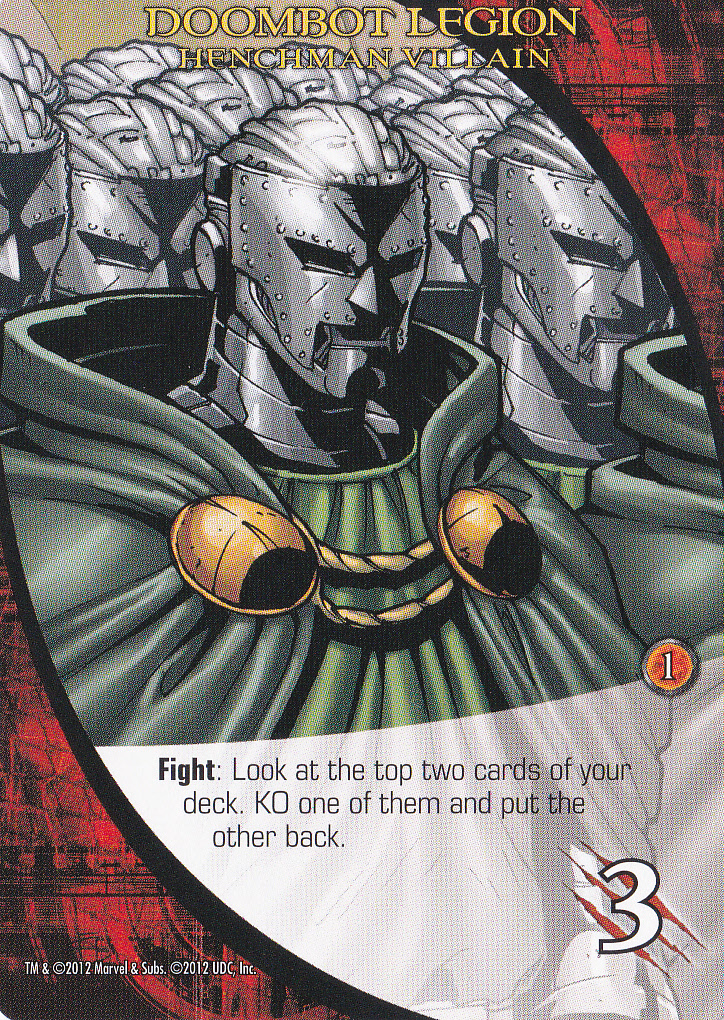 DOOMBOT LEGION
HENCHMAN VILLAIN
1
Fight: Look at the top two cards of your
deck. KO one of them and put the
other back.
3
TM & ©2012 Marvel & Subs. ©2012 UDC, Inc.